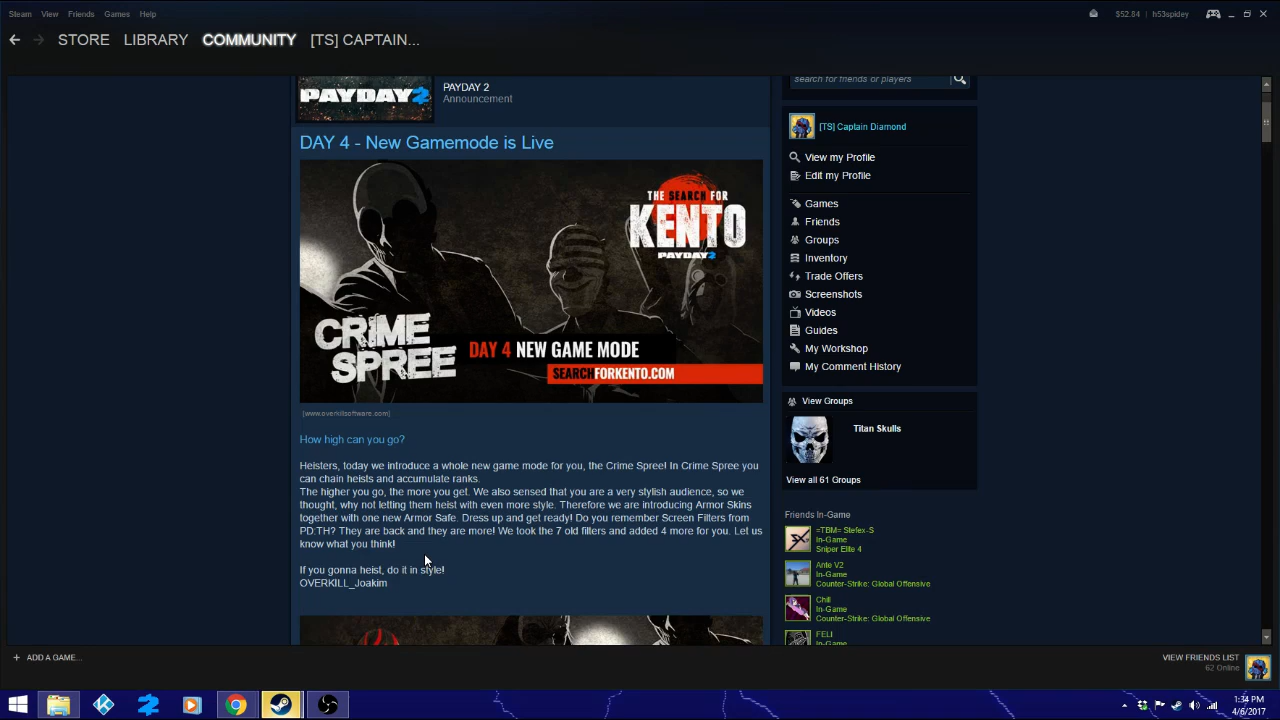 Steam View Friends Games Help
$52.84 h53spidey
STORE LIBRARY COMMUNITY [TS] CAPTAIN...
search for friends or players
PAYDAY 2
PAYDAY 2
Announcement
DAY 4 - New Gamemode is Live
THE SEARCH FOR
KENTO
PAYDAY 2
CRIME
SPREE
DAY 4 NEW GAME MODE
SEARCHFORKENTO.COM
[www.overkillsoftware.com]
How high can you go?
Heisters, today we introduce a whole new game mode for you, the Crime Spree! In Crime Spree you
can chain heists and accumulate ranks.
The higher you go, the more you get. We also sensed that you are a very stylish audience, so we
thought, why not letting them heist with even more style. Therefore we are introducing Armor Skins
together with one new Armor Safe. Dress up and get ready! Do you remember Screen Filters from
PD:TH? They are back and they are more! We took the 7 old filters and added 4 more for you. Let us
know what you think!
If you gonna heist, do it in style!
OVERKILL_Joakim
[TS] Captain Diamond
View my Profile
Edit my Profile
Games
Friends
Groups
Inventory
Trade Offers
Screenshots
Videos
Guides
My Workshop
My Comment History
View Groups
Titan Skulls
View all 61 Groups
Friends In-Game
=TBM= Stefex-S
In-Game
Sniper Elite 4
Ante V2
In-Game
Counter-Strike: Global Offensive
Chill
In-Game
Counter-Strike: Global Offensive
FELI
In-Game
+ ADD A GAME...
VIEW FRIENDS LIST
62 Online
1:34 PM
4/6/2017